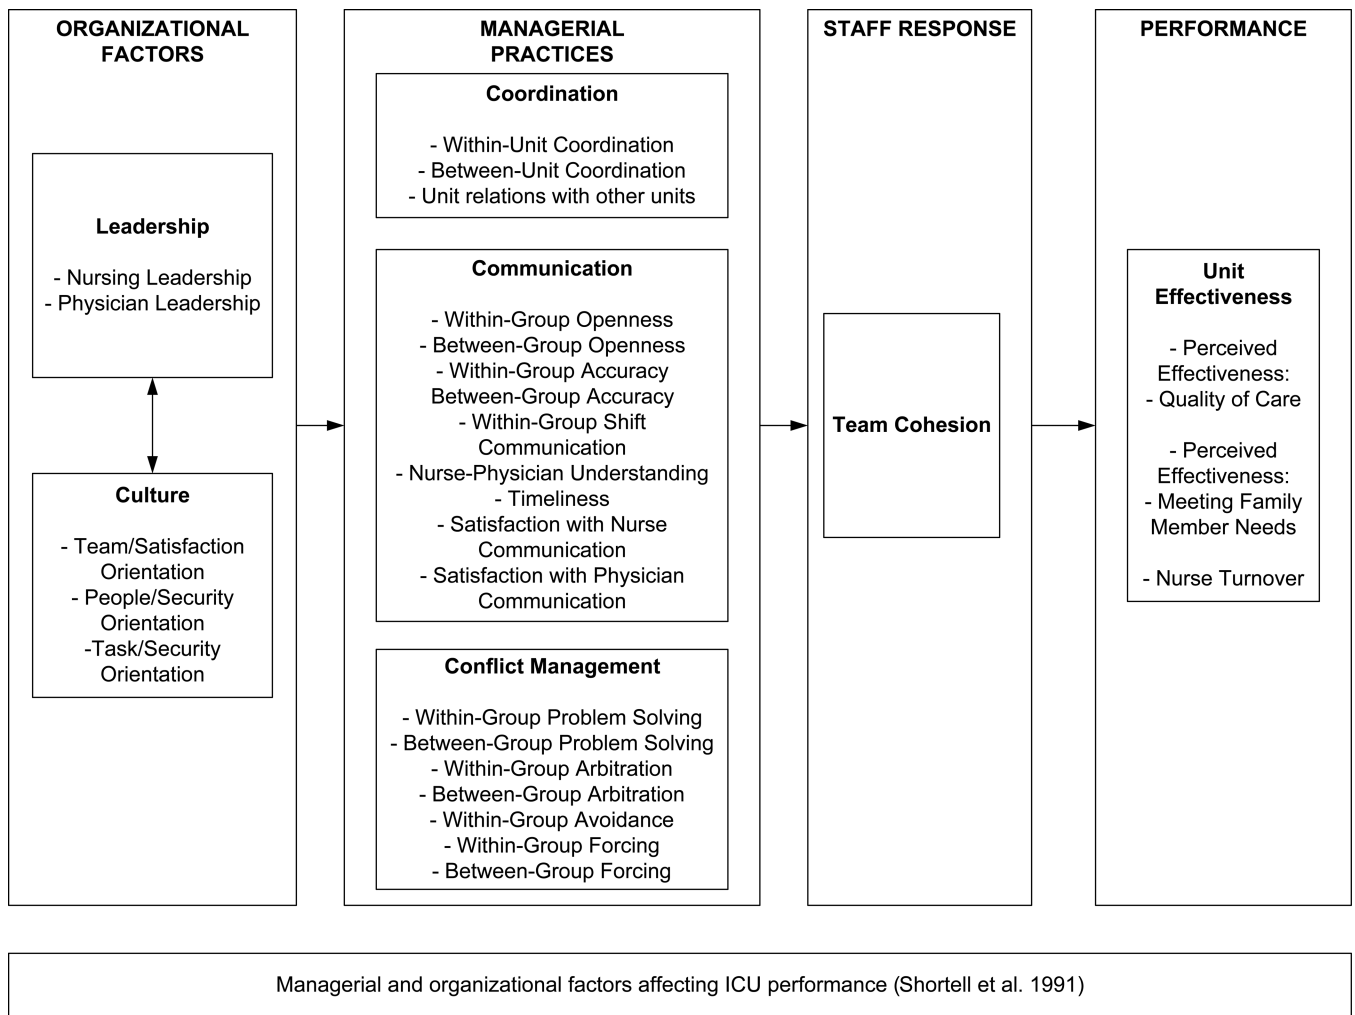 ORGANIZATIONAL
FACTORS
Leadership
- Nursing Leadership
- Physician Leadership
Culture
- Team/Satisfaction
Orientation
- People/Security
Orientation
-Task/Security
Orientation
MANAGERIAL
PRACTICES
Coordination
- Within-Unit Coordination
- Between-Unit Coordination
- Unit relations with other units
Communication
- Within-Group Openness
- Between-Group Openness
- Within-Group Accuracy
Between-Group Accuracy
- Within-Group Shift
Communication
- Nurse-Physician Understanding
- Timeliness
- Satisfaction with Nurse
Communication
- Satisfaction with Physician
Communication
Conflict Management
- Within-Group Problem Solving
- Between-Group Problem Solving
- Within-Group Arbitration
- Between-Group Arbitration
- Within-Group Avoidance
- Within-Group Forcing
- Between-Group Forcing
STAFF RESPONSE
Team Cohesion
PERFORMANCE
Unit
Effectiveness
- Perceived
Effectiveness:
- Quality of Care
- Perceived
Effectiveness:
- Meeting Family
Member Needs
- Nurse Turnover
Managerial and organizational factors affecting ICU performance (Shortell et al. 1991)